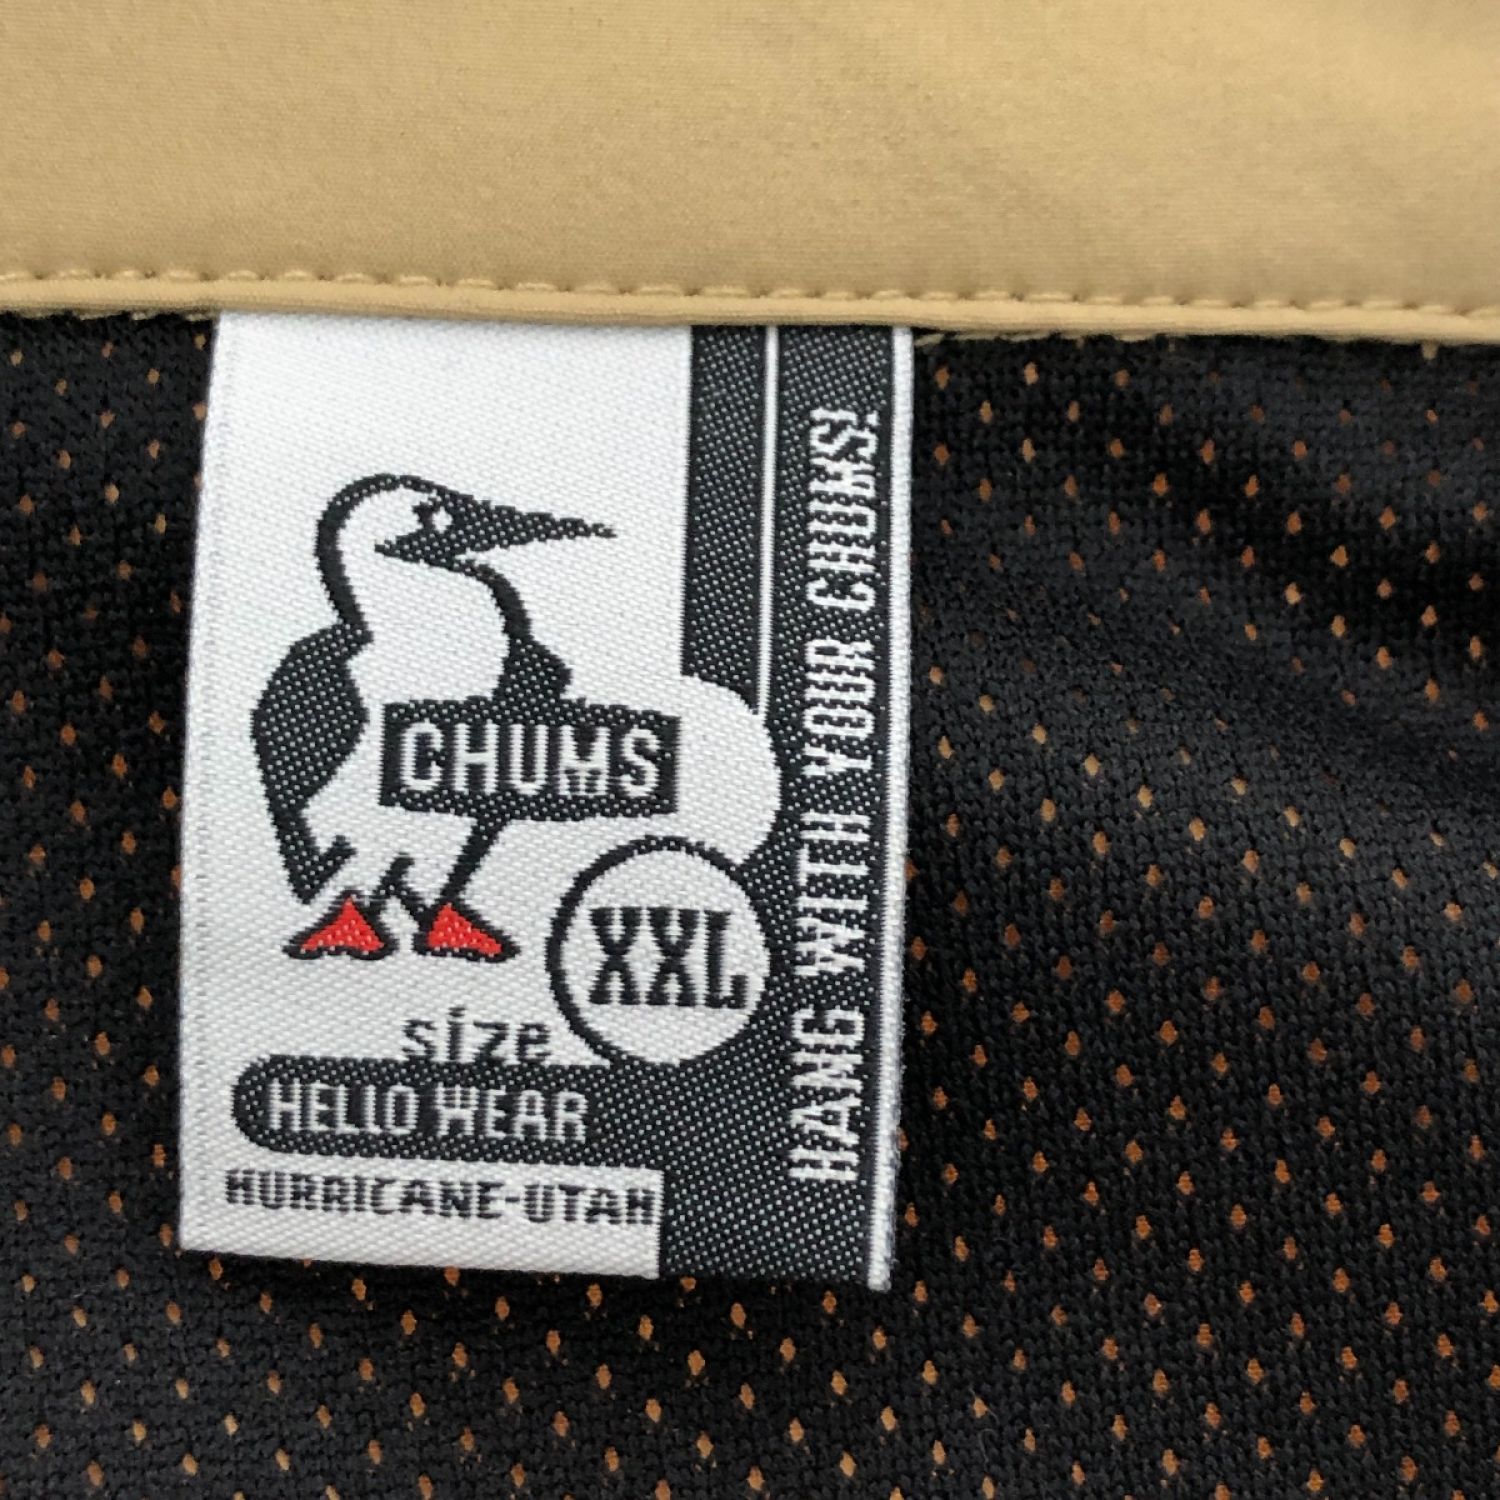 CHUMS
XXL
size
HELLO WEAR
HURRICANE-UTAH
HANG WITH YOUR CHUMS!